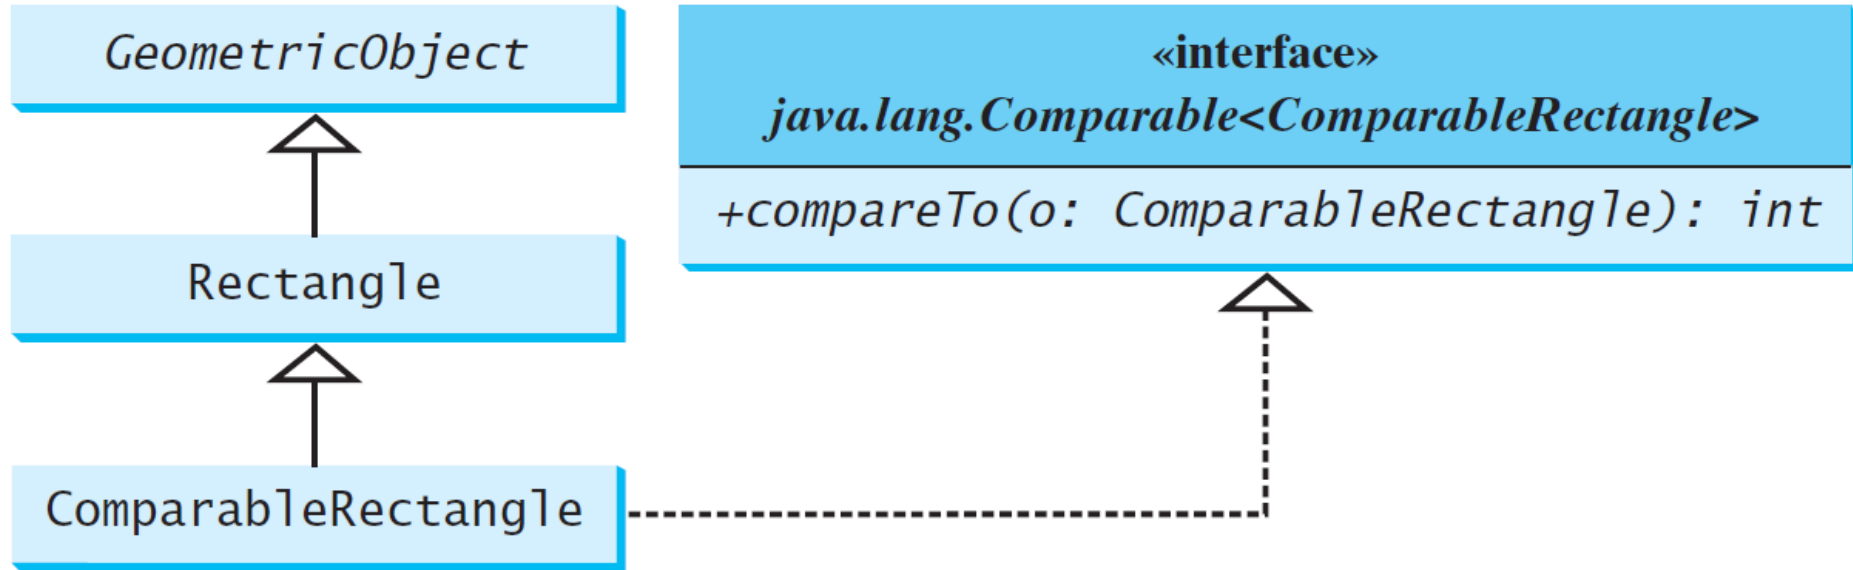 GeometricObject
«interface»
java.lang.Comparable<ComparableRectangle>
+compareTo(o: ComparableRectangle): int
Rectangle
ComparableRectangle